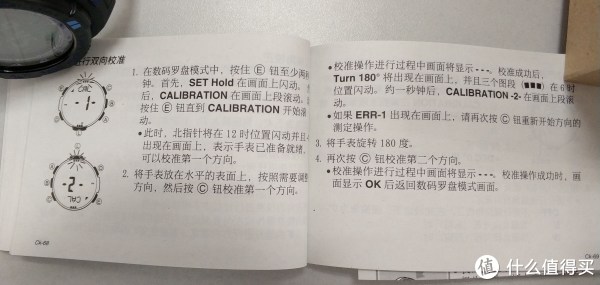 行双向校准
CAL
-1-
-2-
CAL
1. 在数码罗盘模式中，按住 Ⓔ 钮至少两
钟。首先，SET Hold 在画面上闪动。
后，CALIBRATION 在画面上段滚动。
按住 Ⓔ 钮直到 CALIBRATION 开始滚
动。
•此时，北指针将在 12 时位置闪动并且
出现在画面上，表示手表已准备就绪，
可以校准第一个方向。
2. 将手表放在水平的表面上，按照需要调
方向，然后按 Ⓒ 钮校准第一个方向。
Ck-68
•校准操作进行过程中画面将显示 ---。校准成功后，
Turn 180° 将出现在画面上，并且三个图段 (■■■) 在 6 时
位置闪动。约一秒钟后，CALIBRATION -2- 在画面上段滚
动。
•如果 ERR-1 出现在画面上，请再次按 Ⓒ 钮重新开始方向的
测定操作。
3. 将手表旋转 180 度。
4. 再次按 Ⓒ 钮校准第二个方向。
•校准操作进行过程中画面将显示 ---。校准操作成功时，画
面显示 OK 后返回数码罗盘模式画面。
Ck-69
值 什么值得买